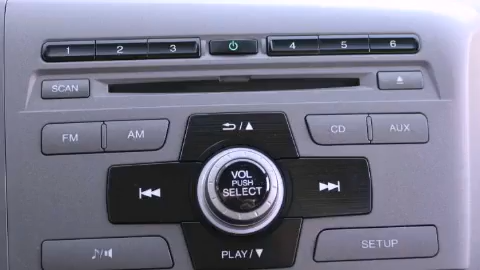 1 2 3 4 5 6
SCAN
FM AM CD AUX
VOL
PUSH
SELECT
PLAY/▼
SETUP